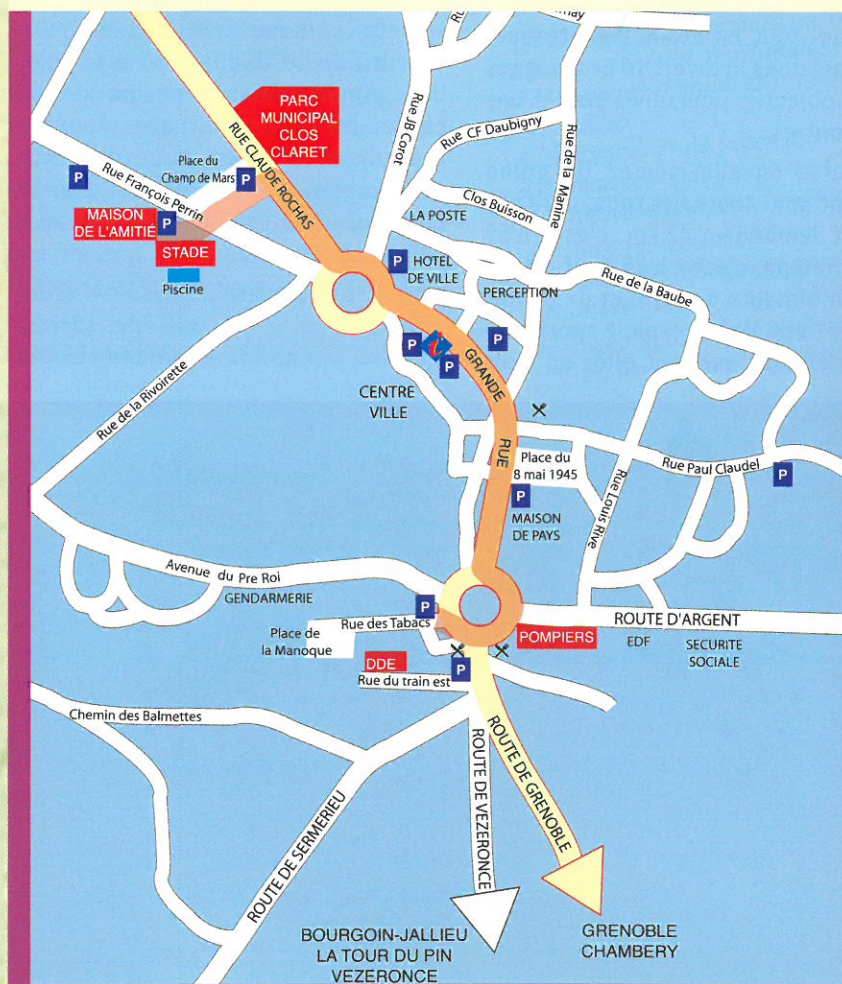 PARC
MUNICIPAL
CLOS
CLARET
RUE CLAUDE ROCHAS
Rue JB Corot
Rue CF Daubigny
Rue de la Manine
Place du
Champ de Mars
P
Rue François Perrin
P
P
MAISON
DE L'AMITIÉ
STADE
Piscine
Clos Buisson
LA POSTE
P
HOTEL
DE VILLE
PERCEPTION
Rue de la Baube
P
P
P
i
GRANDE
RUE
CENTRE
VILLE
Rue de la Rivoirette
Place du
8 mai 1945
Rue Paul Claudel
P
P
MAISON
DE PAYS
Rue Louis Rive
Avenue du Pre Roi
GENDARMERIE
P
Rue des Tabacs
Place de
la Manoque
ROUTE D'ARGENT
POMPIERS
EDF
SECURITE
SOCIALE
DDE
P
Rue du train est
Chemin des Balmettes
ROUTE DE SERMERIEU
ROUTE DE VEZERONCE
ROUTE DE GRENOBLE
BOURGOIN-JALLIEU
LA TOUR DU PIN
VEZERONCE
GRENOBLE
CHAMBERY